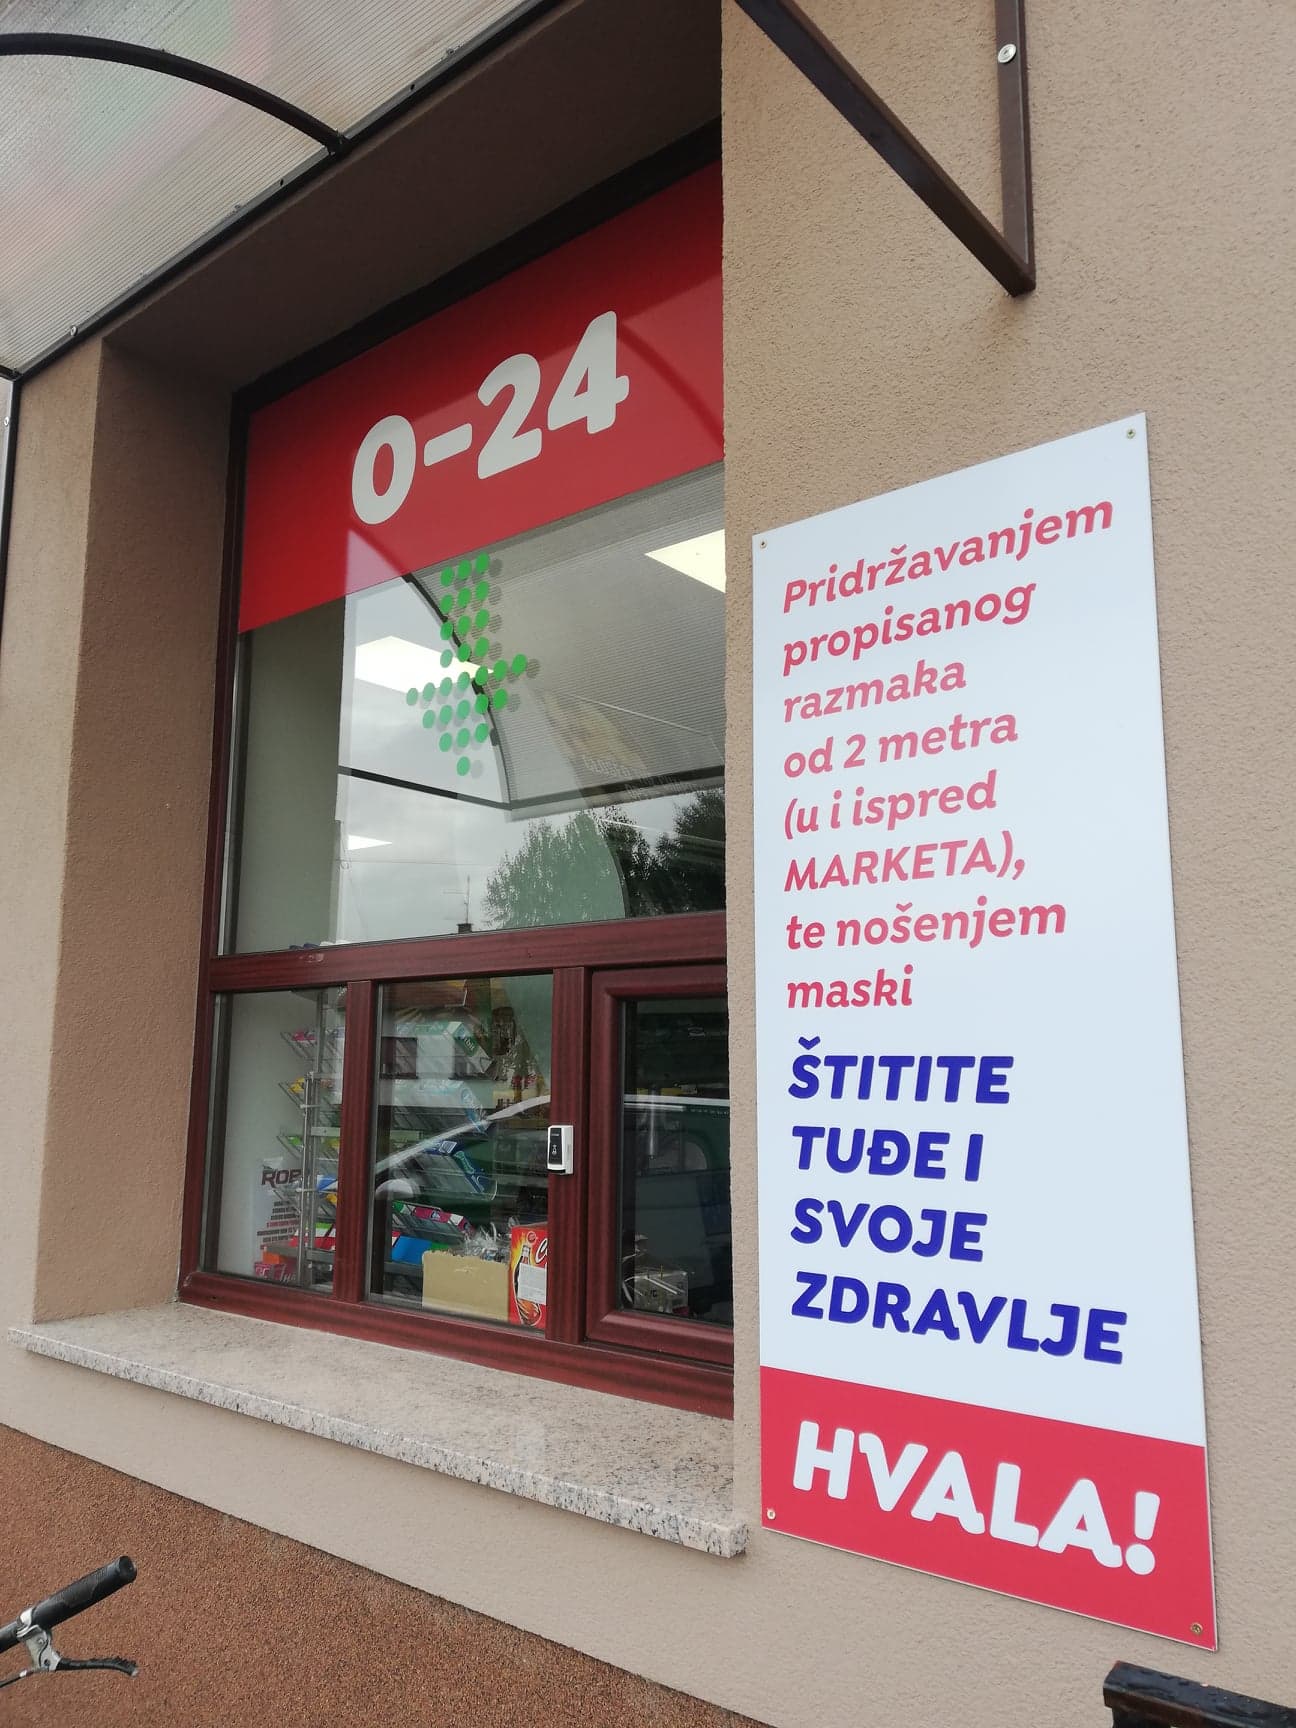 0-24
Pridržavanjem
propisanog
razmaka
od 2 metra
(u i ispred
MARKETA),
te nošenjem
maski
ŠTITITE
TUĐE I
SVOJE
ZDRAVLJE
HVALA!